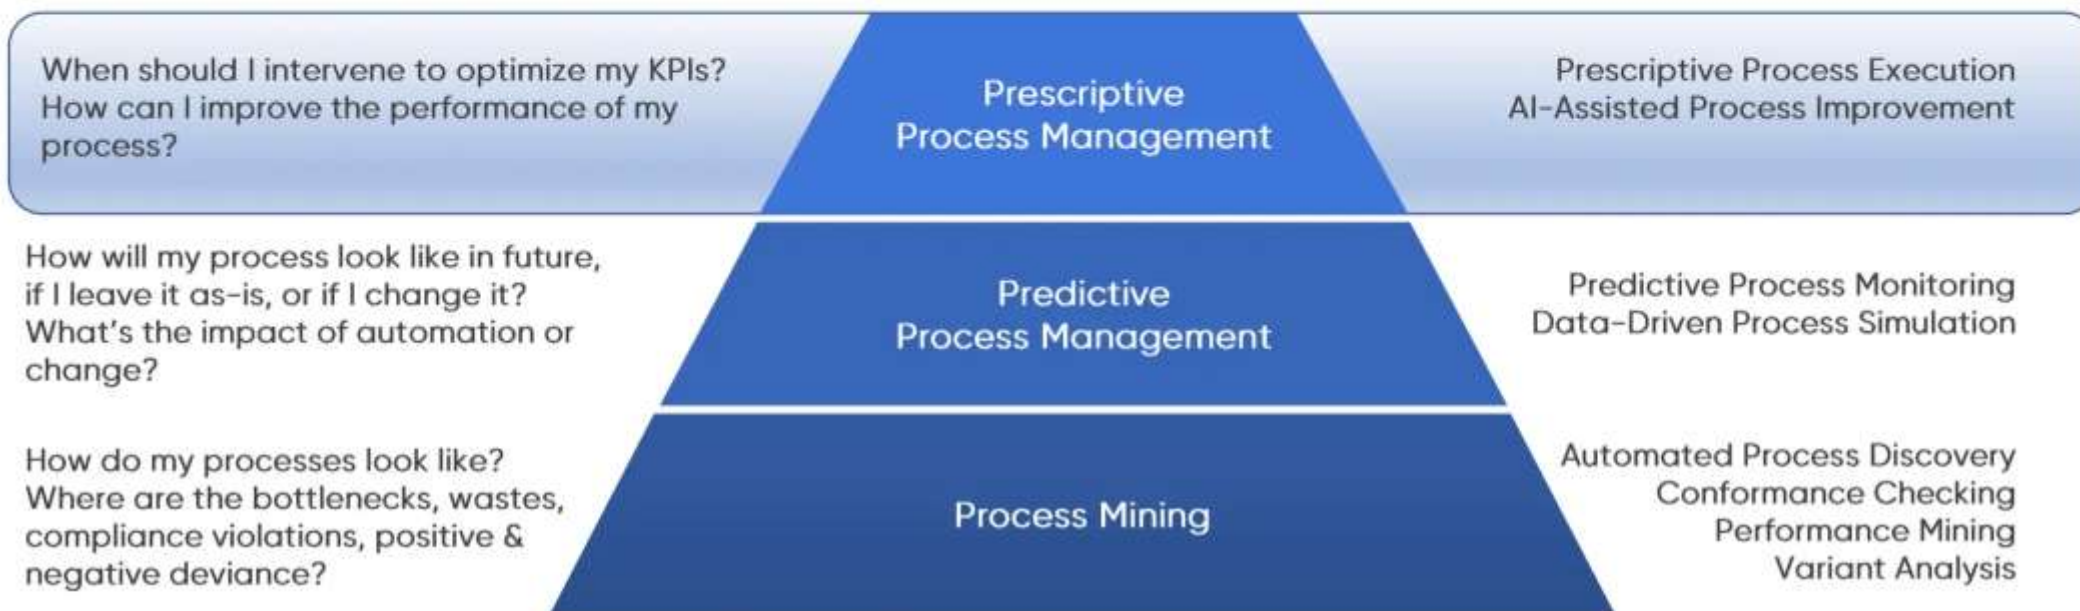 When should I intervene to optimize my KPIs?
How can I improve the performance of my
process?
Prescriptive
Process Management
Prescriptive Process Execution
AI-Assisted Process Improvement
How will my process look like in future,
if I leave it as-is, or if I change it?
What's the impact of automation or
change?
Predictive
Process Management
Predictive Process Monitoring
Data-Driven Process Simulation
How do my processes look like?
Where are the bottlenecks, wastes,
compliance violations, positive &
negative deviance?
Process Mining
Automated Process Discovery
Conformance Checking
Performance Mining
Variant Analysis